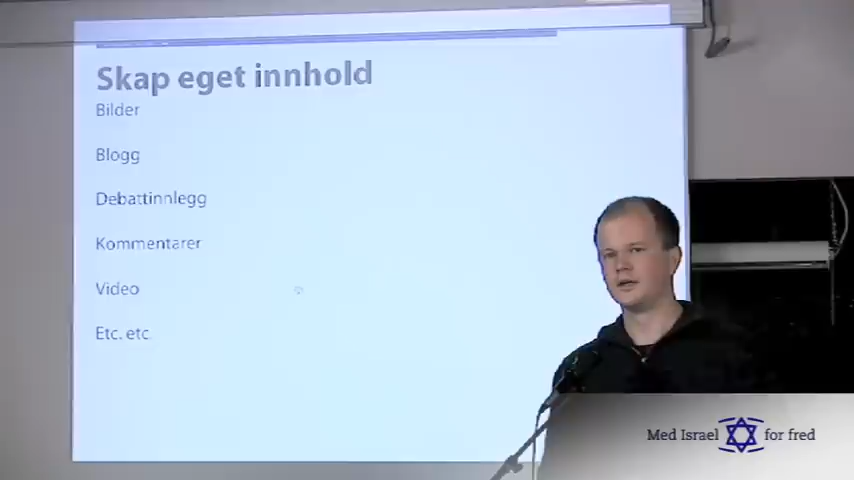 Skap eget innhold
Bilder
Blogg
Debattinnlegg
Kommentarer
Video
Etc. etc
Med Israel for fred